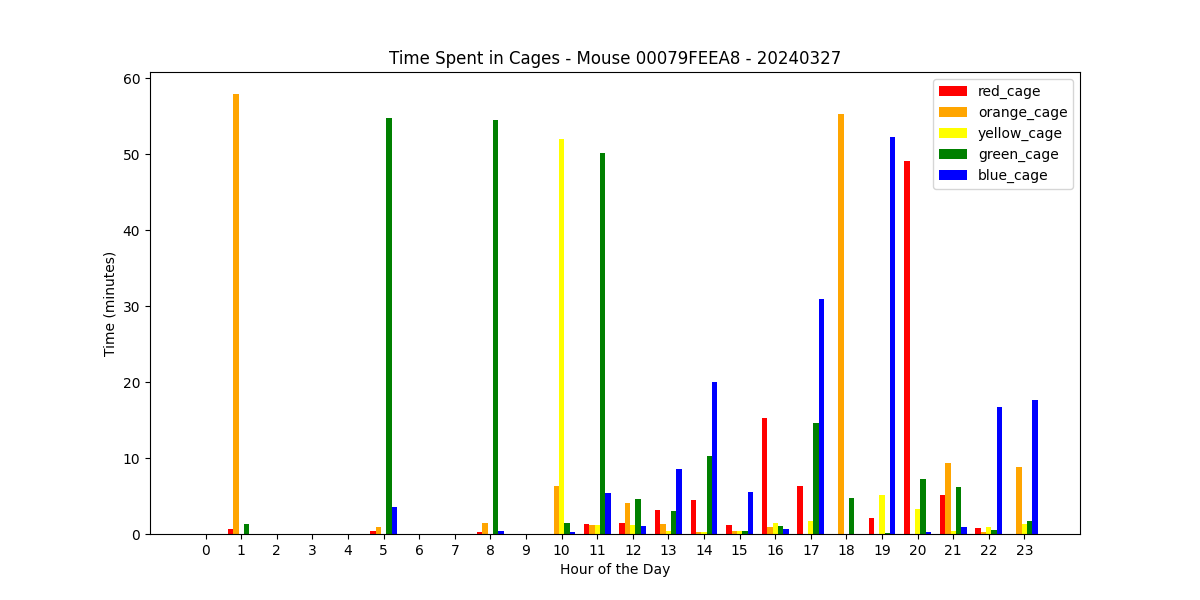 Time Spent in Cages - Mouse 00079FEEA8 - 20240327
60
50
40
30
20
10
0
Time (minutes)
red_cage
orange_cage
yellow_cage
green_cage
blue_cage
0 1 2 3 4 5 6 7 8 9 10 11 12 13 14 15 16 17 18 19 20 21 22 23
Hour of the Day